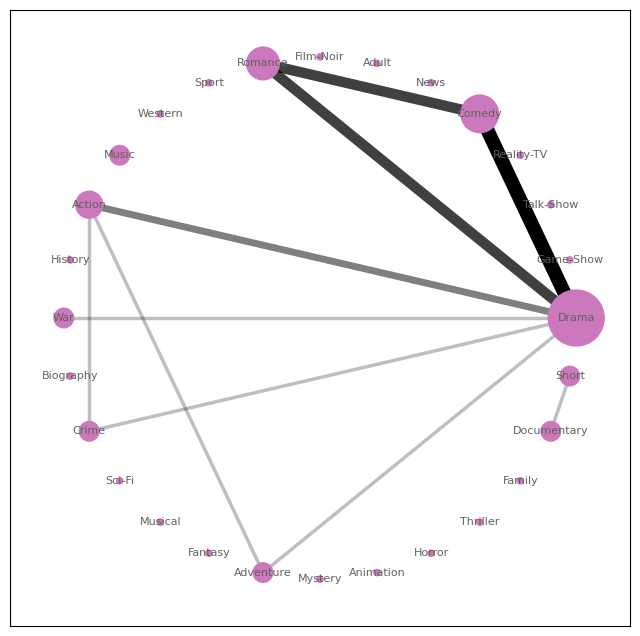 Film-Noir
Romance
Adult
Sport
News
Western
Comedy
Music
Reality-TV
Action
Talk-Show
History
Game-Show
War
Drama
Biography
Short
Crime
Documentary
Sci-Fi
Family
Musical
Thriller
Fantasy
Horror
Adventure
Mystery
Animation